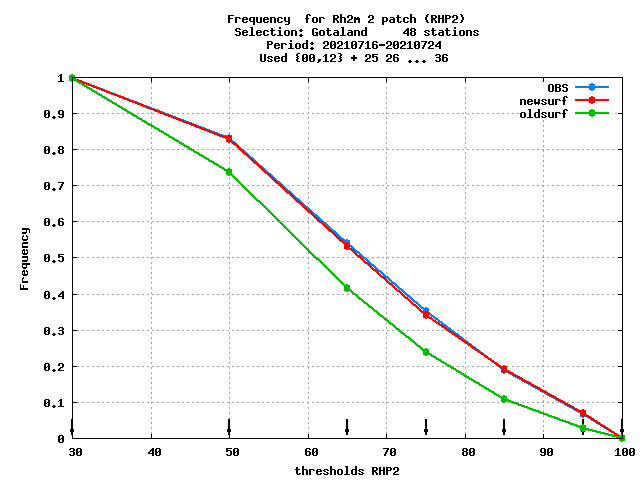 Frequency  for Rh2m 2 patch (RHP2)
Selection: Gotaland     48 stations
Period: 20210716-20210724
Used {00,12} + 25 26 ... 36
OBS
newsurf
oldsurf
1
0.9
0.8
0.7
0.6
0.5
0.4
0.3
0.2
0.1
0
Frequency
30 40 50 60 70 80 90 100
thresholds RHP2